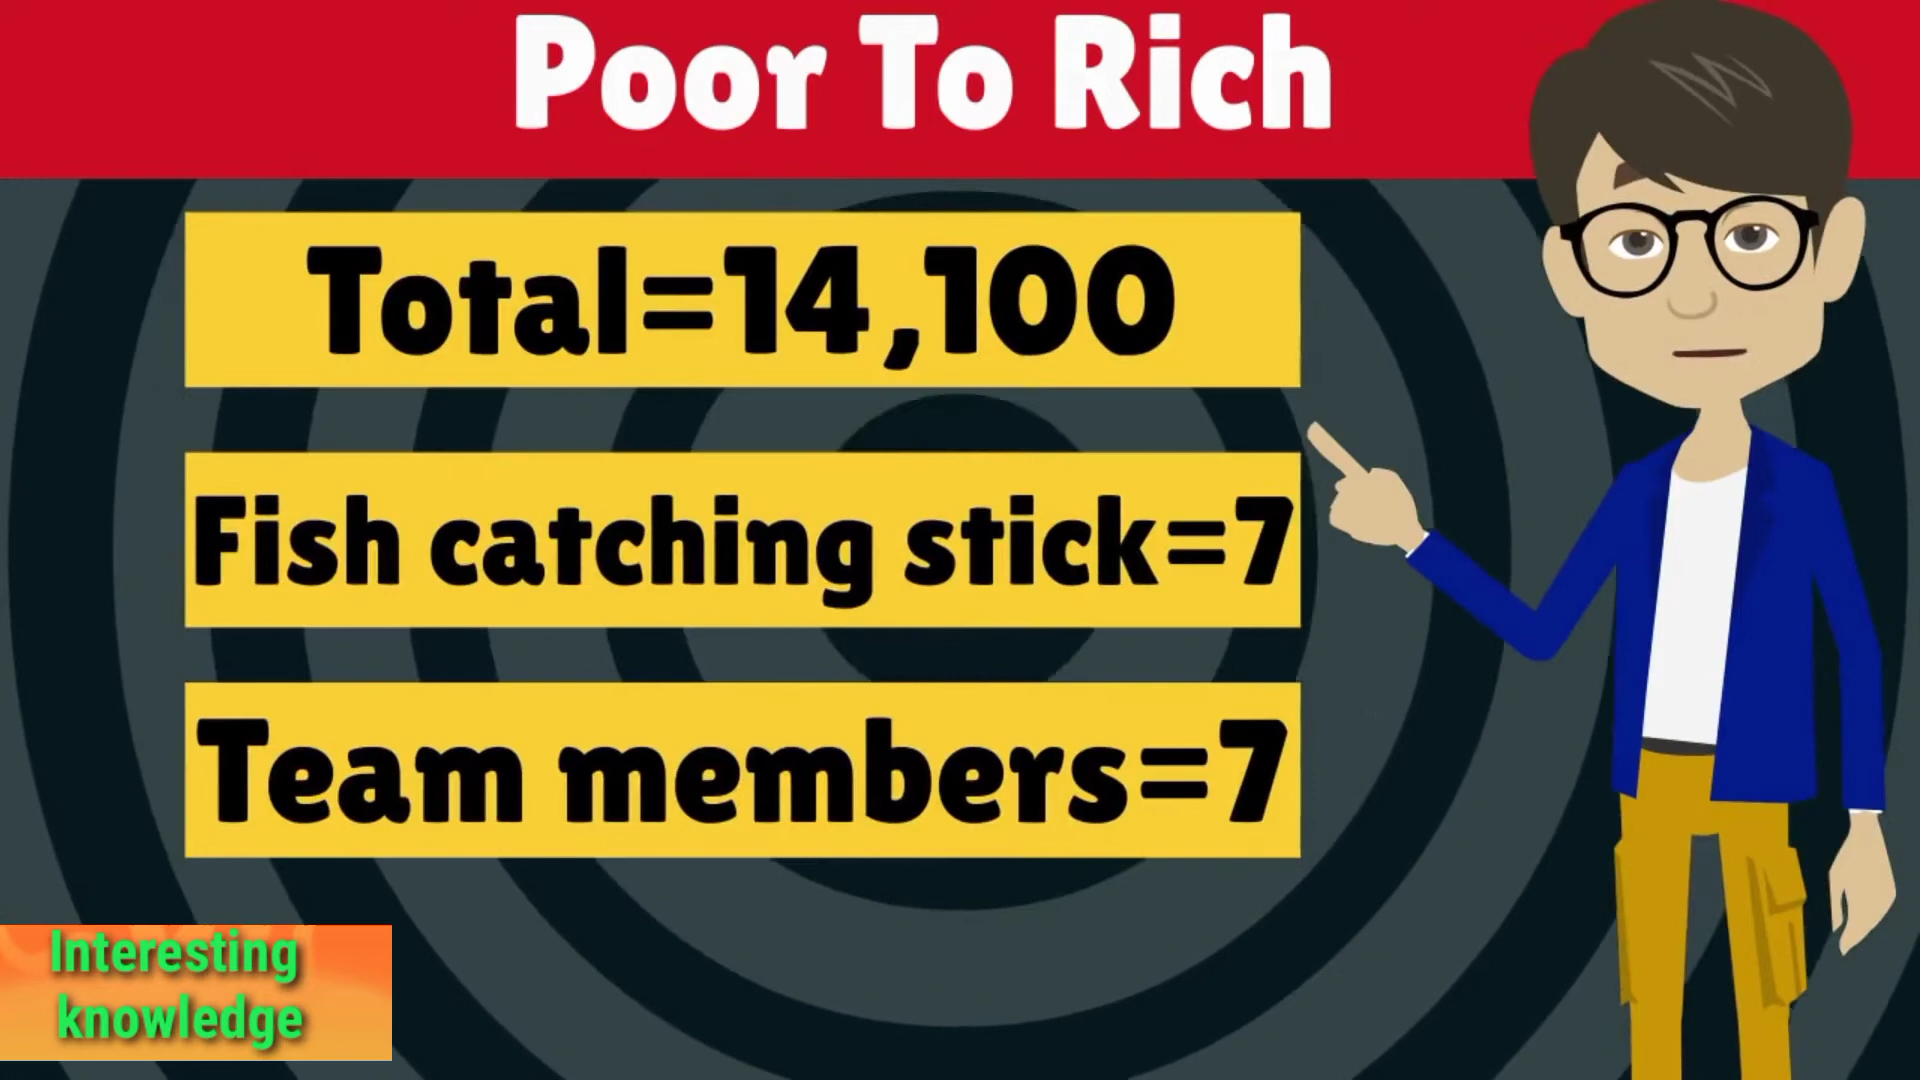 Poor To Rich
Total=14,100
Fish catching stick=7
Team members=7
Interesting
knowledge